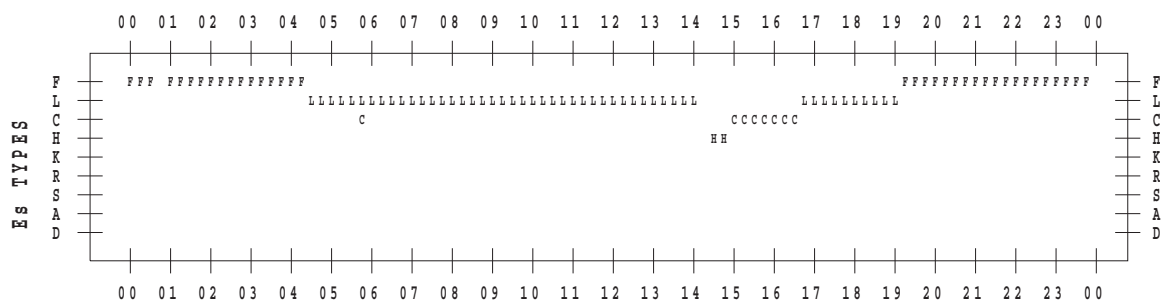 00 01 02 03 04 05 06 07 08 09 10 11 12 13 14 15 16 17 18 19 20 21 22 23 00
F FFF FFFFFFFFFFFFFF FFFFFFFFFFFFFFFFFFF F
L LLLLLLLLLLLLLLLLLLLLLLLLLLLLLLLLLLLLLLL LLLLLLLLLL L
C C CCCCCCC C
H HH H
K K
R R
S S
A A
D D
Es TYPES
00 01 02 03 04 05 06 07 08 09 10 11 12 13 14 15 16 17 18 19 20 21 22 23 00